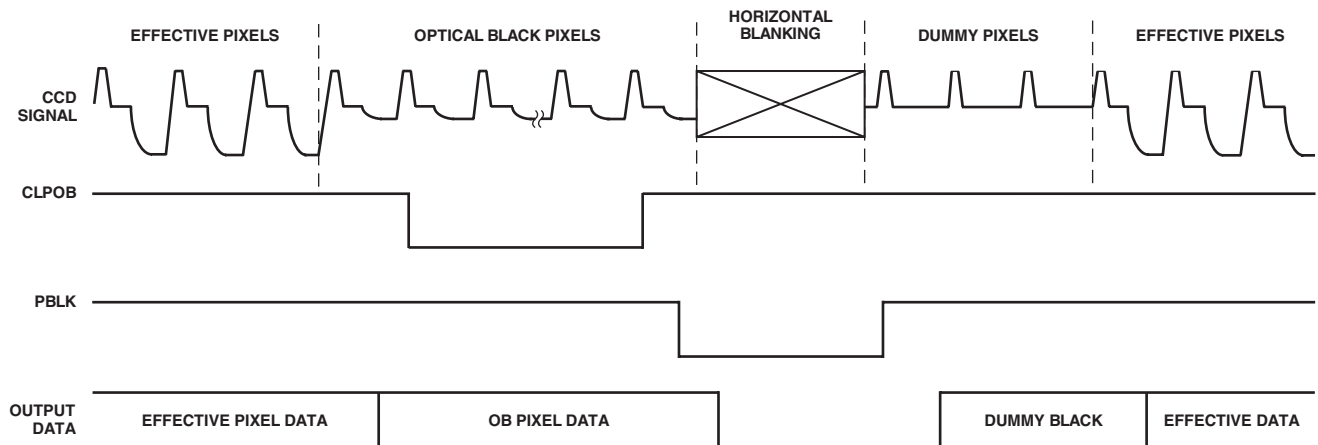 EFFECTIVE PIXELS
OPTICAL BLACK PIXELS
HORIZONTAL
BLANKING
DUMMY PIXELS
EFFECTIVE PIXELS
CCD
SIGNAL
CLPOB
PBLK
OUTPUT
DATA
EFFECTIVE PIXEL DATA
OB PIXEL DATA
DUMMY BLACK
EFFECTIVE DATA